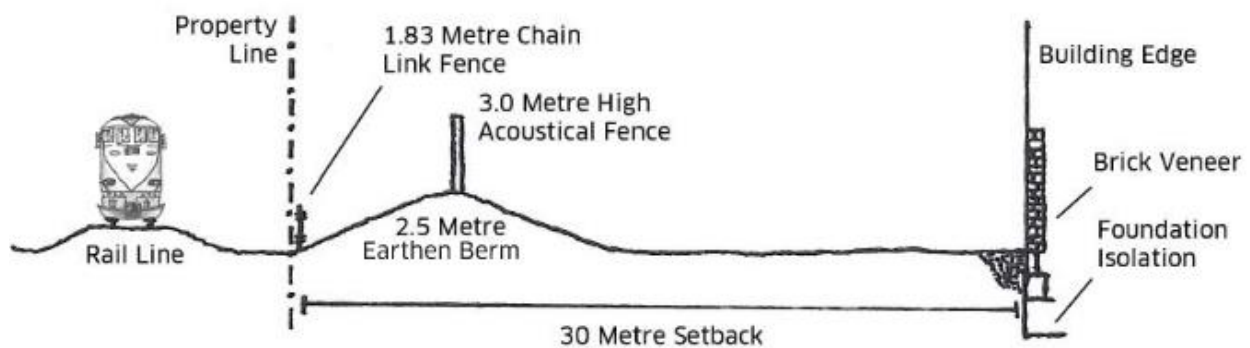 Property
Line
1.83 Metre Chain
Link Fence
3.0 Metre High
Acoustical Fence
Building Edge
Brick Veneer
Foundation
Isolation
2.5 Metre
Earthen Berm
Rail Line
30 Metre Setback